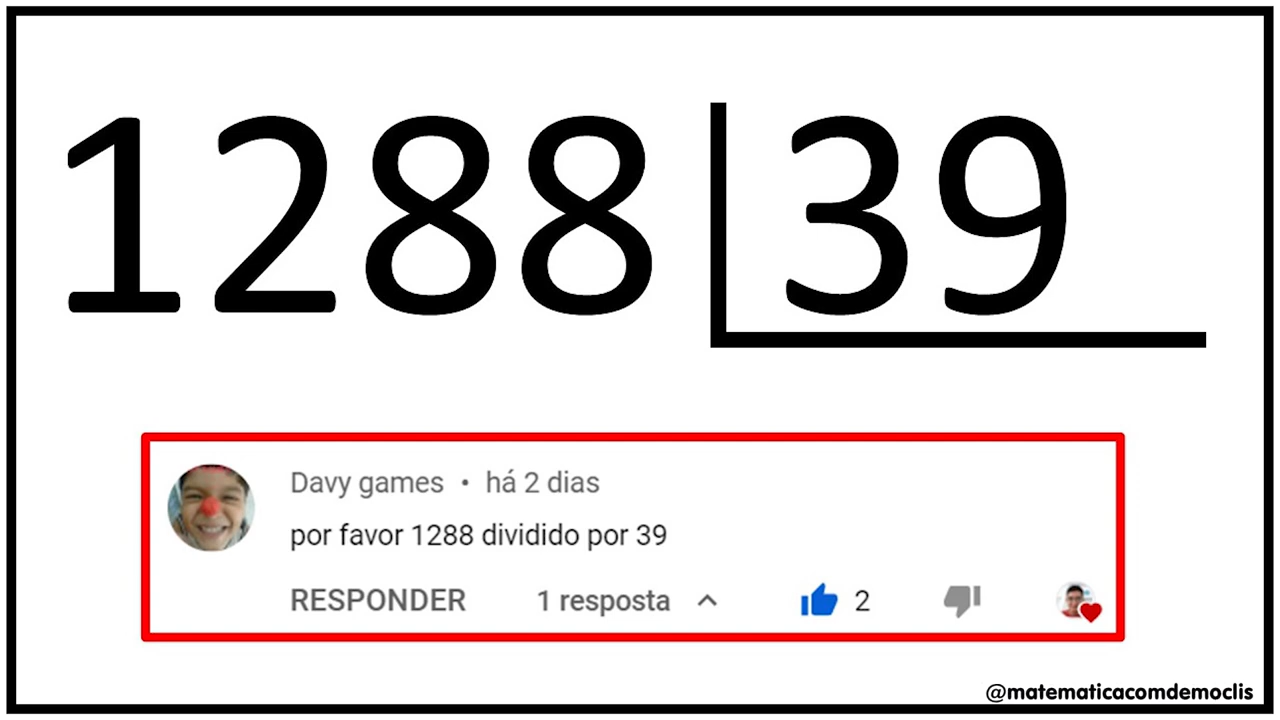 1288 39
Davy games • há 2 dias
por favor 1288 dividido por 39
RESPONDER 1 resposta 2
@matematicacomdemoclis